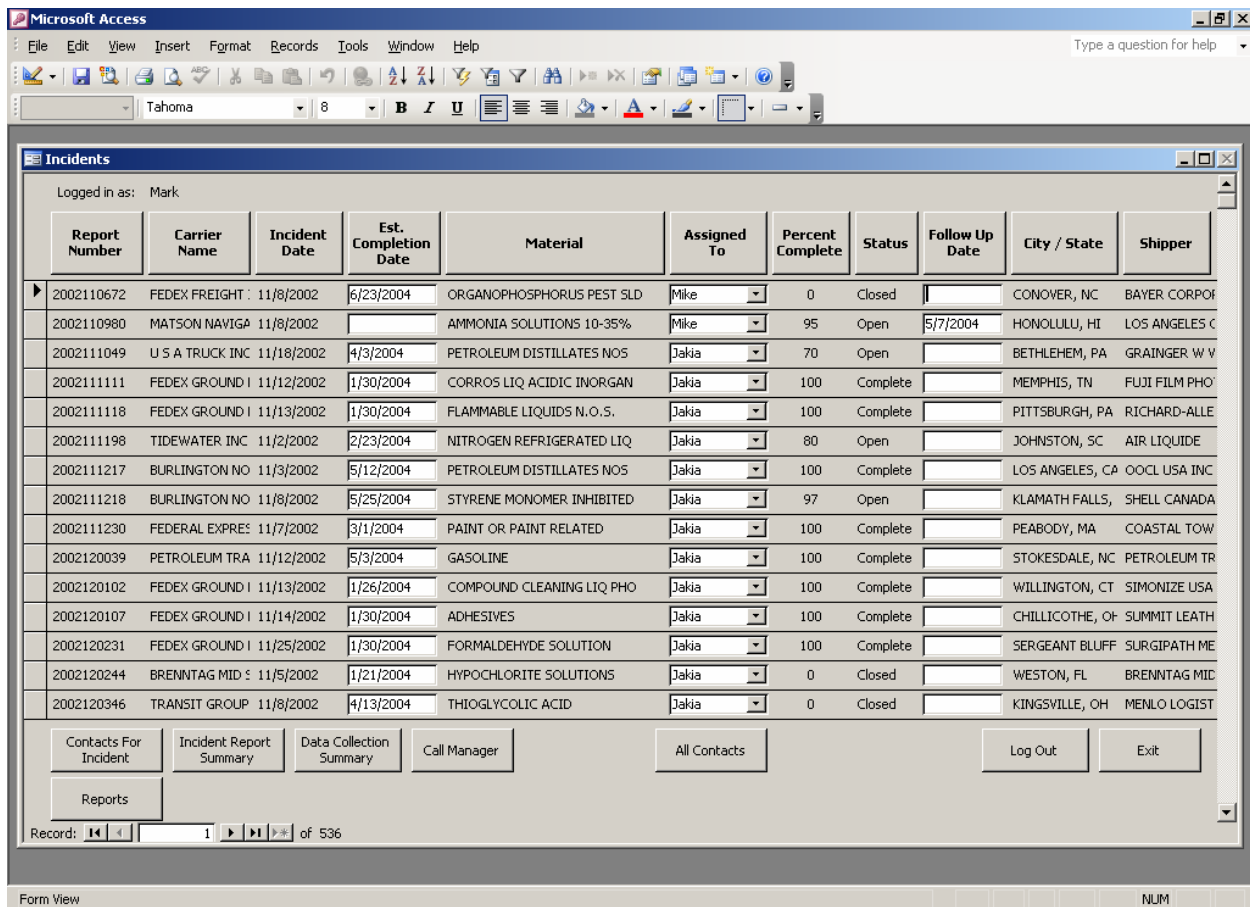 Microsoft Access
File Edit View Insert Format Records Tools Window Help Type a question for help
Tahoma 8 B I U A
Incidents
Logged in as: Mark
Report Number Carrier Name Incident Date Est. Completion Date Material Assigned To Percent Complete Status Follow Up Date City / State Shipper
2002110672 FEDEX FREIGHT 11/8/2002 6/23/2004 ORGANOPHOSPHORUS PEST SLD Mike 0 Closed CONOVER, NC BAYER CORPOR
2002110980 MATSON NAVIGA 11/8/2002 AMMONIA SOLUTIONS 10-35% Mike 95 Open 5/7/2004 HONOLULU, HI LOS ANGELES C
2002111049 U S A TRUCK INC 11/18/2002 4/3/2004 PETROLEUM DISTILLATES NOS Jakia 70 Open BETHLEHEM, PA GRAINGER W V
2002111111 FEDEX GROUND I 11/12/2002 1/30/2004 CORROS LIQ ACIDIC INORGAN Jakia 100 Complete MEMPHIS, TN FUJI FILM PHO
2002111118 FEDEX GROUND I 11/13/2002 1/30/2004 FLAMMABLE LIQUIDS N.O.S. Jakia 100 Complete PITTSBURGH, PA RICHARD-ALLE
2002111198 TIDEWATER INC 11/2/2002 2/23/2004 NITROGEN REFRIGERATED LIQ Jakia 80 Open JOHNSTON, SC AIR LIQUIDE
2002111217 BURLINGTON NO 11/3/2002 5/12/2004 PETROLEUM DISTILLATES NOS Jakia 100 Complete LOS ANGELES, CA OOCL USA INC
2002111218 BURLINGTON NO 11/8/2002 5/25/2004 STYRENE MONOMER INHIBITED Jakia 97 Open KLAMATH FALLS, SHELL CANADA
2002111230 FEDERAL EXPRES 11/7/2002 3/1/2004 PAINT OR PAINT RELATED Jakia 100 Complete PEABODY, MA COASTAL TOW
2002120039 PETROLEUM TRA 11/12/2002 5/3/2004 GASOLINE Jakia 100 Complete STOKESDALE, NC PETROLEUM TR
2002120102 FEDEX GROUND I 11/13/2002 1/26/2004 COMPOUND CLEANING LIQ PHO Jakia 100 Complete WILLINGTON, CT SIMONIZE USA
2002120107 FEDEX GROUND I 11/14/2002 1/30/2004 ADHESIVES Jakia 100 Complete CHILLICOTHE, OH SUMMIT LEATH
2002120231 FEDEX GROUND I 11/25/2002 1/30/2004 FORMALDEHYDE SOLUTION Jakia 100 Complete SERGEANT BLUFF SURGIPATH ME
2002120244 BRENNTAG MID S 11/5/2002 1/21/2004 HYPOCHLORITE SOLUTIONS Jakia 0 Closed WESTON, FL BRENNTAG MID
2002120346 TRANSIT GROUP 11/8/2002 4/13/2004 THIOGLYCOLIC ACID Jakia 0 Closed KINGSVILLE, OH MENLO LOGIST
Contacts For Incident Incident Report Summary Data Collection Summary Call Manager All Contacts Log Out Exit
Reports
Record: 1 of 536
Form View NUM